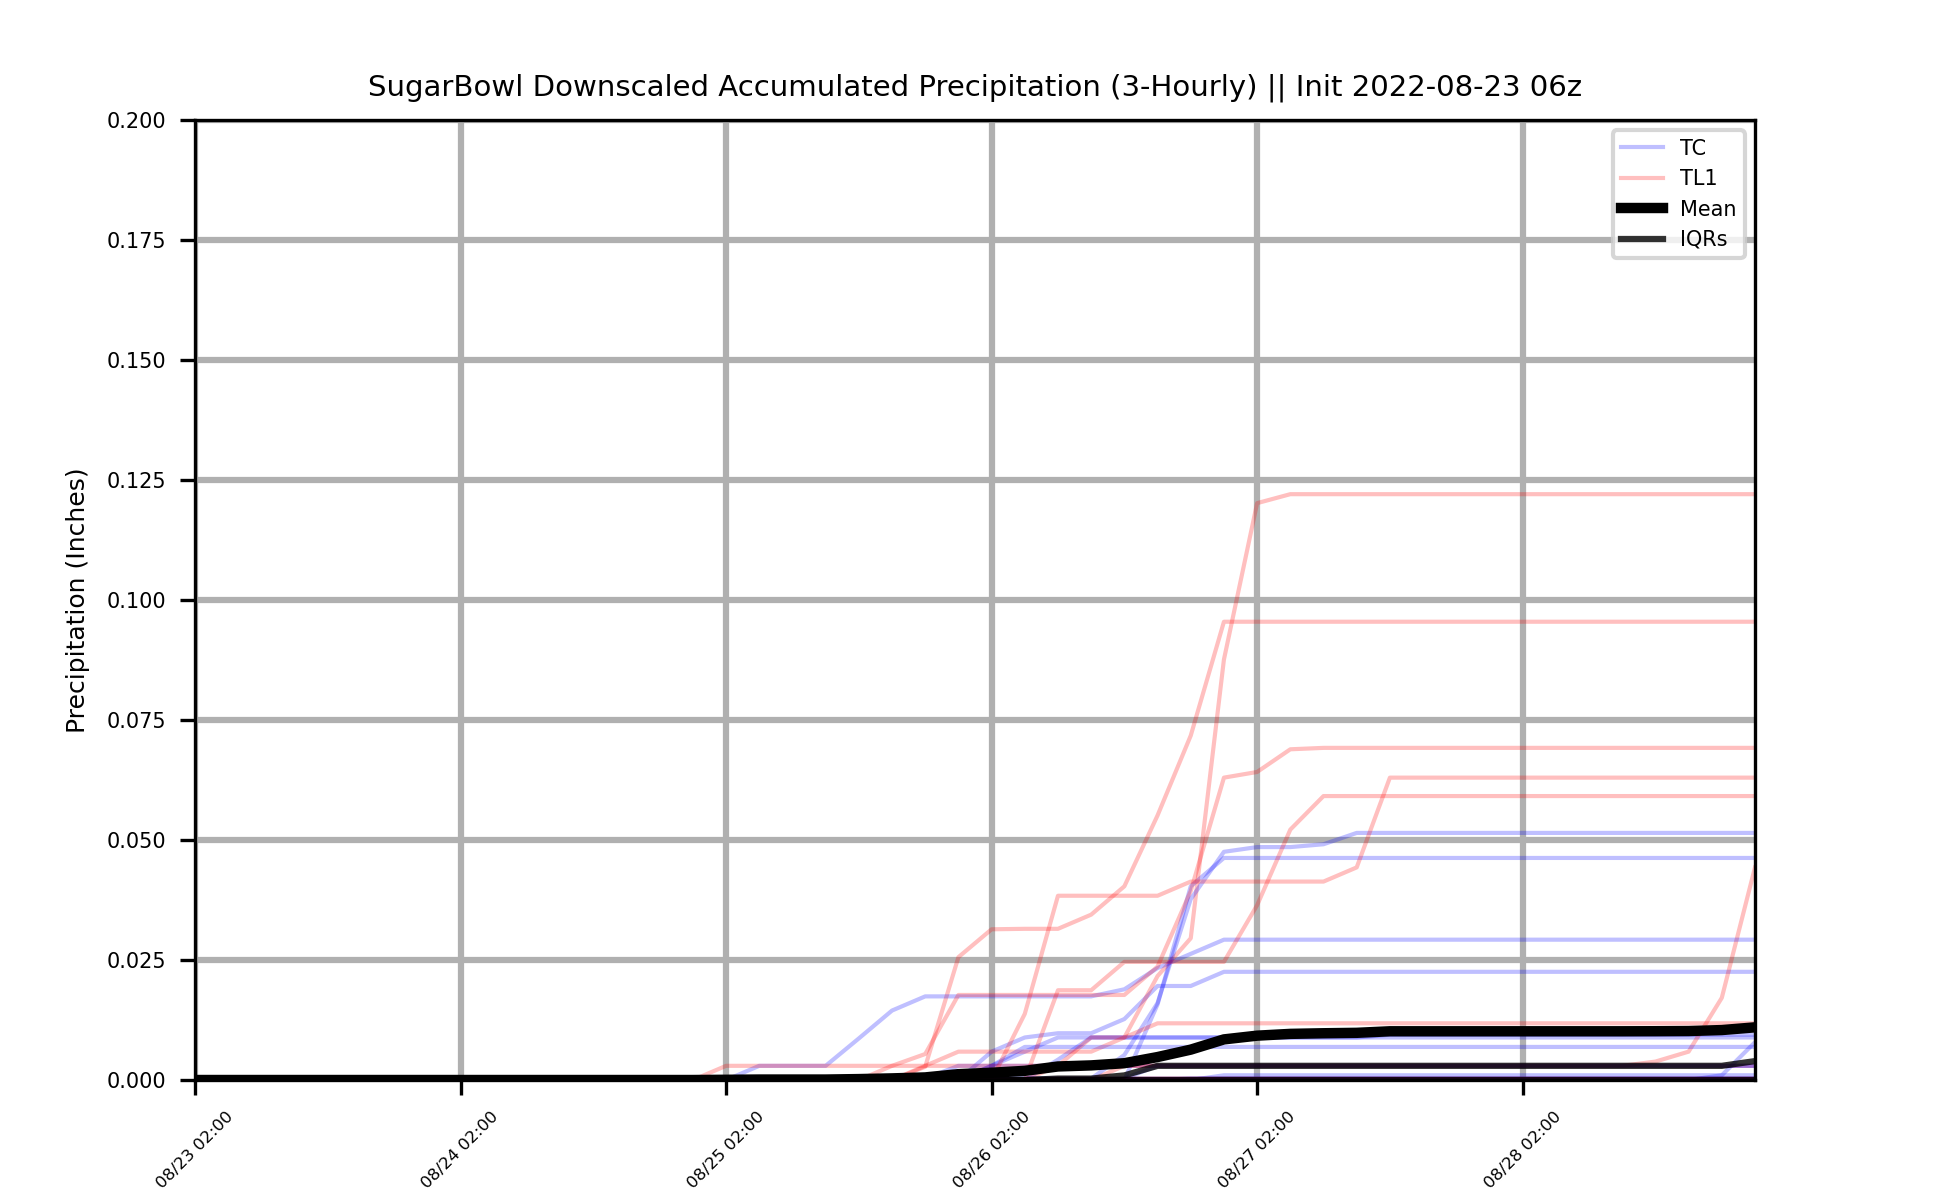 SugarBowl Downscaled Accumulated Precipitation (3-Hourly) || Init 2022-08-23 06z
TC
TL1
Mean
IQRs
Precipitation (Inches)
0.200
0.175
0.150
0.125
0.100
0.075
0.050
0.025
0.000
08/23 02:00
08/24 02:00
08/25 02:00
08/26 02:00
08/27 02:00
08/28 02:00